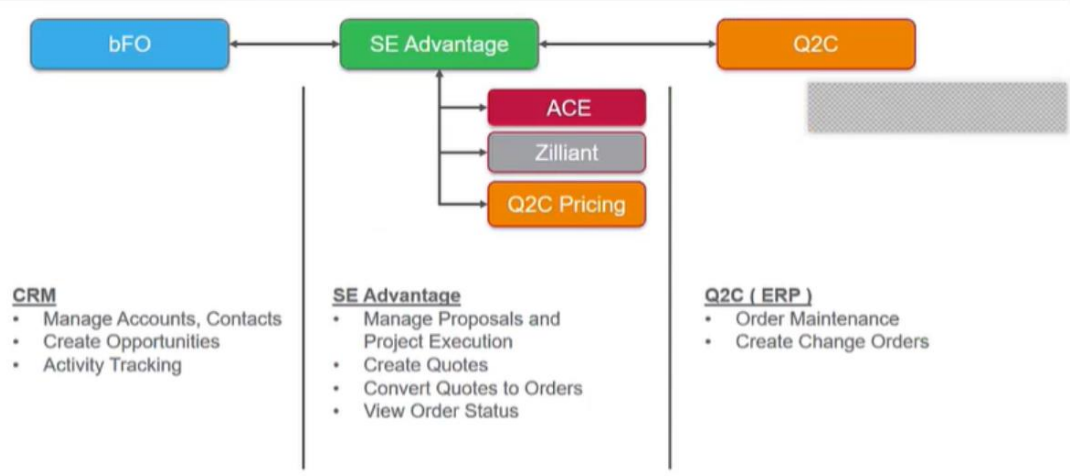 bFO
SE Advantage
Q2C
ACE
Zilliant
Q2C Pricing
CRM
• Manage Accounts, Contacts
• Create Opportunities
• Activity Tracking
SE Advantage
• Manage Proposals and
Project Execution
• Create Quotes
• Convert Quotes to Orders
• View Order Status
Q2C ( ERP )
• Order Maintenance
• Create Change Orders